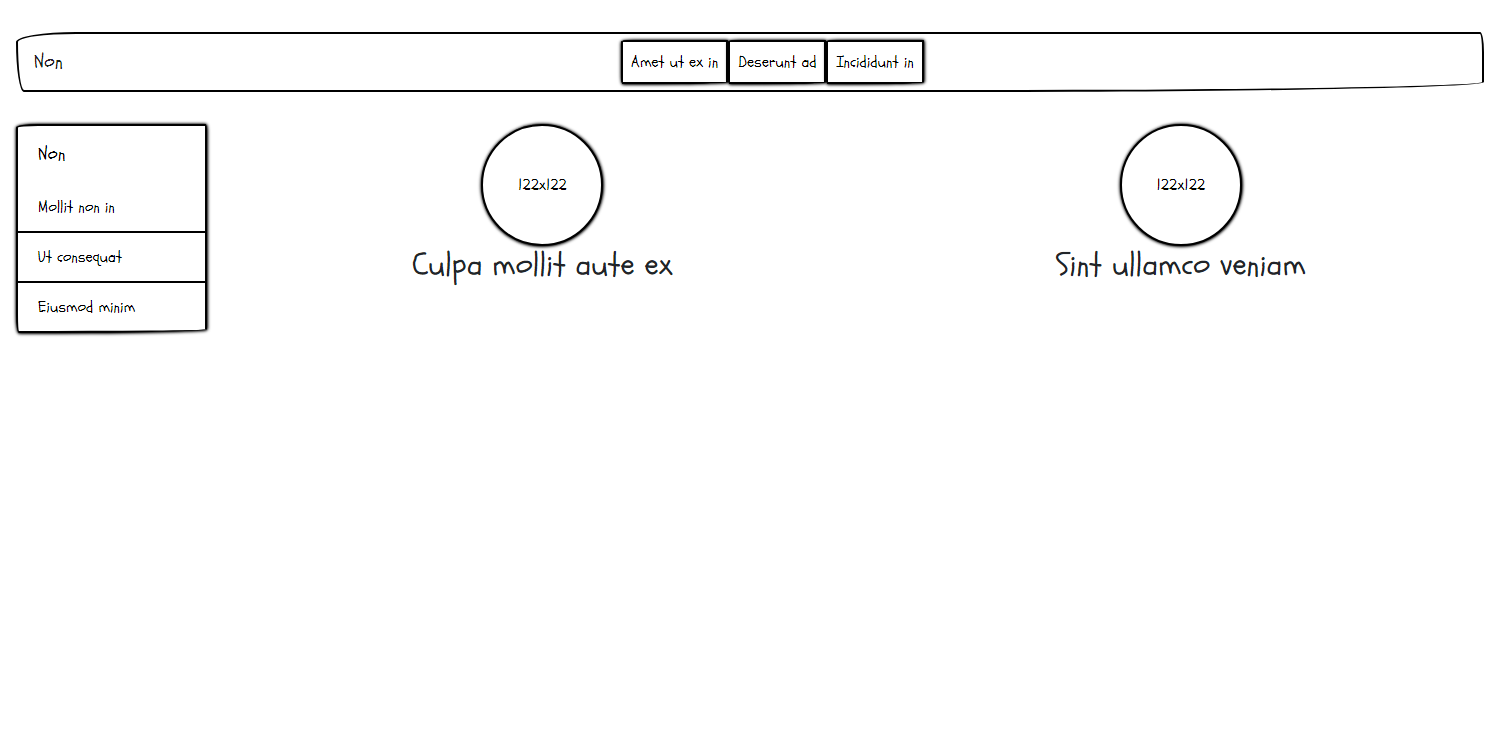 Non
Amet ut ex in
Deserunt ad
Incididunt in
Non
Mollit non in
Ut consequat
Eiusmod minim
122x122
Culpa mollit aute ex
122x122
Sint ullamco veniam